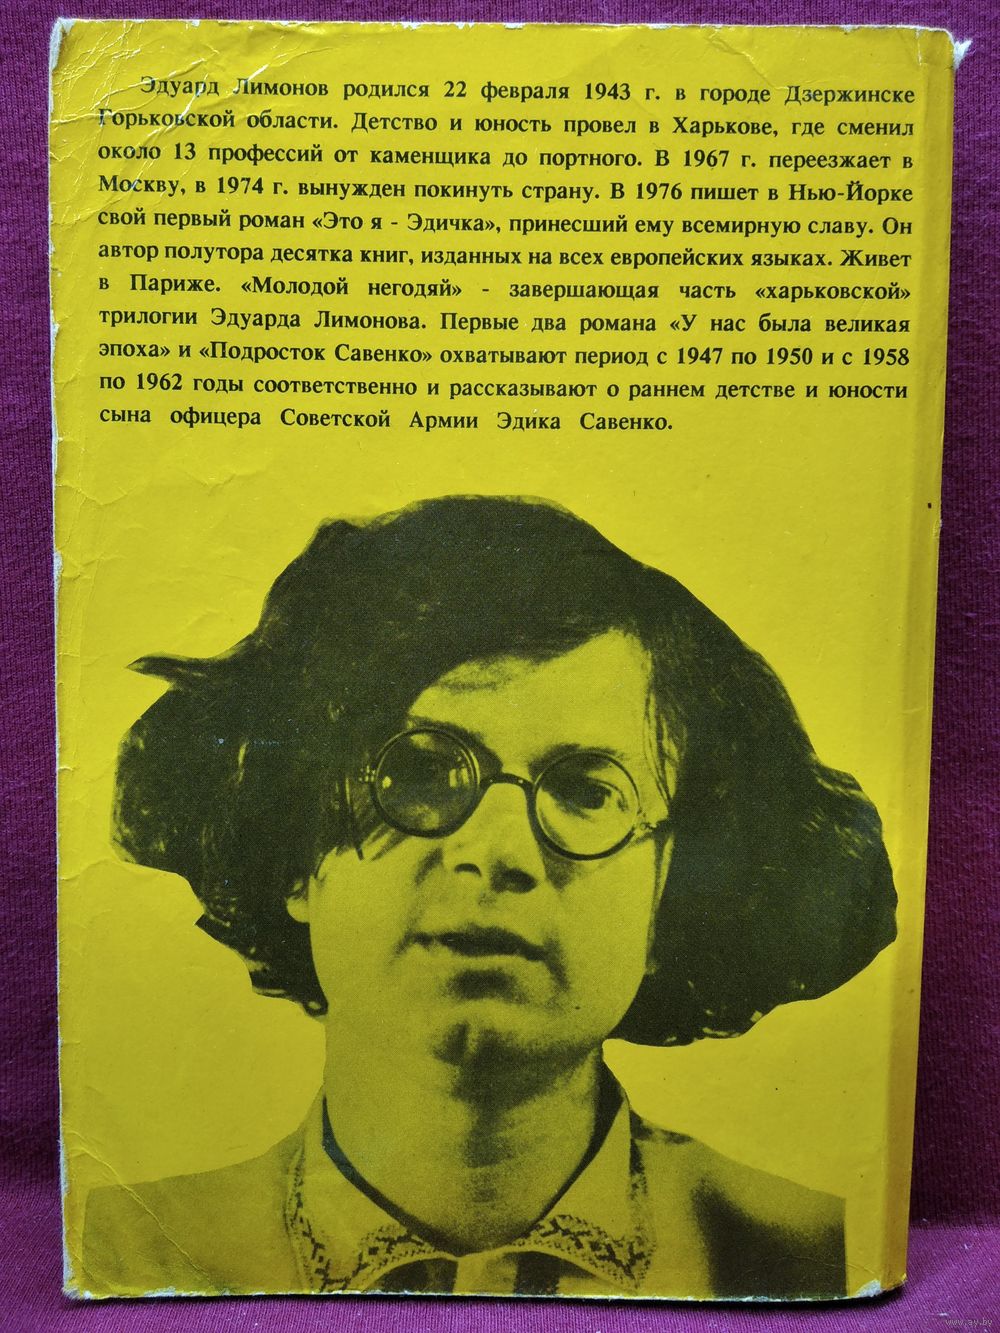 Эдуард Лимонов родился 22 февраля 1943 г. в городе Дзержинске
Горьковской области. Детство и юность провел в Харькове, где сменил
около 13 профессий от каменщика до портного. В 1967 г. переезжает в
Москву, в 1974 г. вынужден покинуть страну. В 1976 пишет в Нью-Йорке
свой первый роман «Это я - Эдичка», принесший ему всемирную славу. Он
автор полутора десятка книг, изданных на всех европейских языках. Живет
в Париже. «Молодой негодяй» - завершающая часть «харьковской»
трилогии Эдуарда Лимонова. Первые два романа «У нас была великая
эпоха» и «Подросток Савенко» охватывают период с 1947 по 1950 и с 1958
по 1962 годы соответственно и рассказывают о раннем детстве и юности
сына офицера Советской Армии Эдика Савенко.
www.ay.by